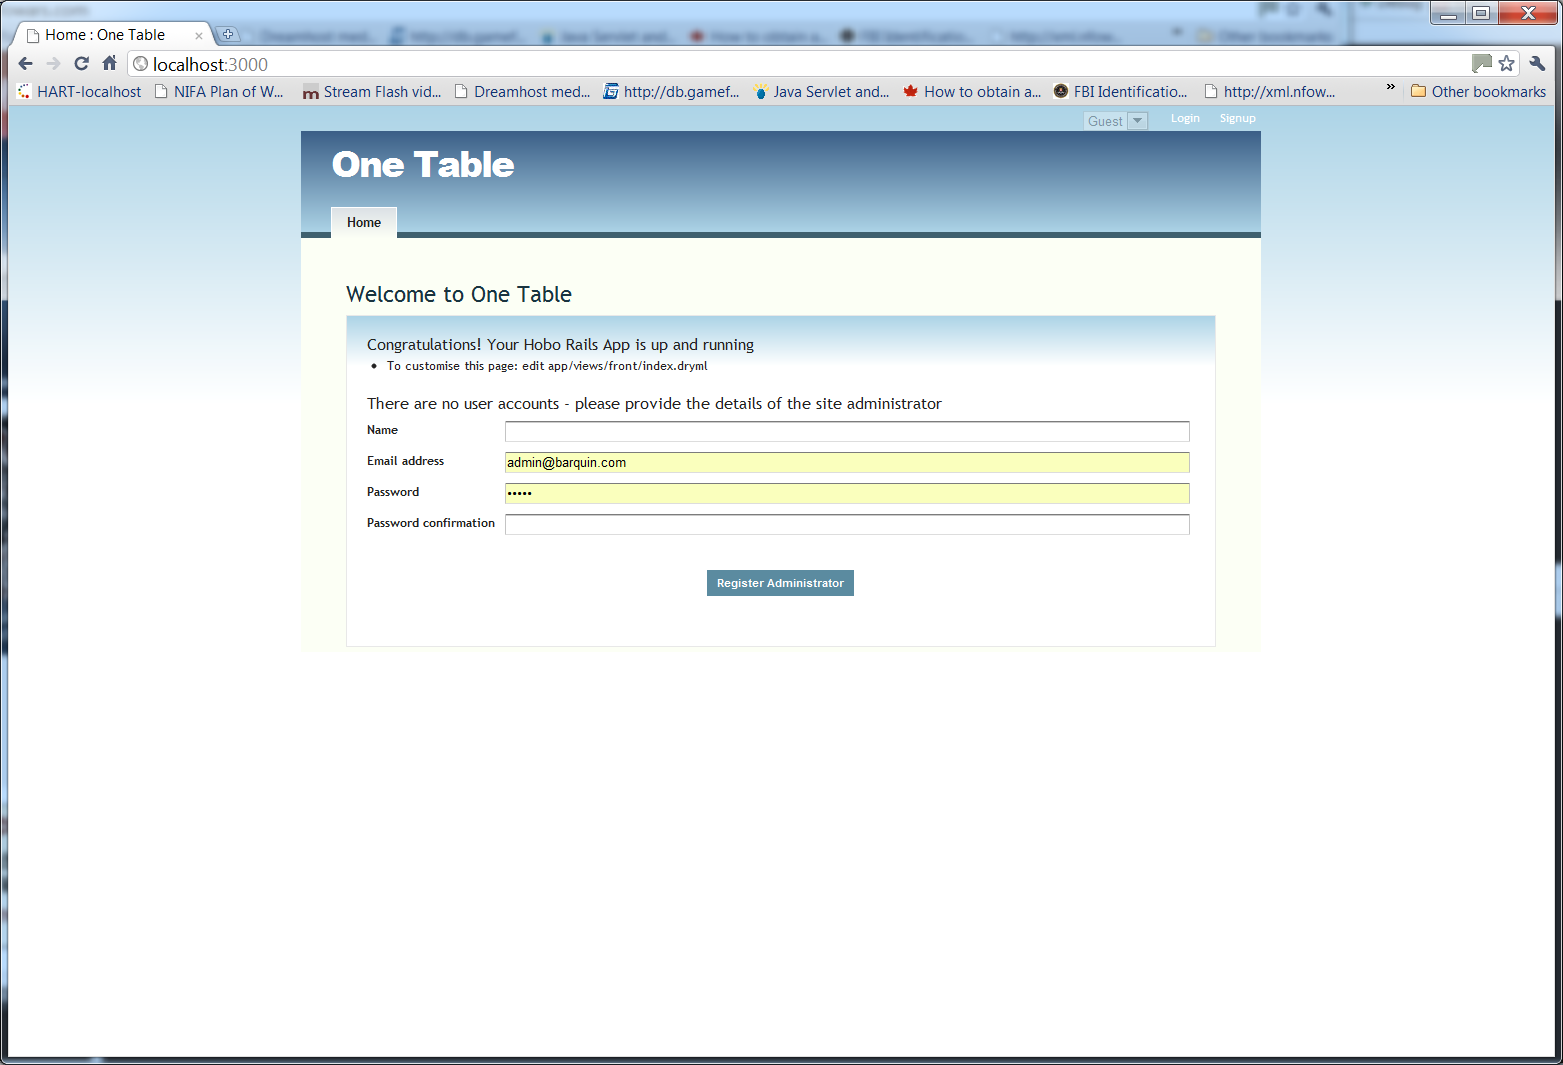 Home : One Table
localhost:3000
HART-localhost NIFA Plan of W... Stream Flash vid... Dreamhost med... http://db.gamef... Java Servlet and... How to obtain a... FBI Identificatio... http://xml.nfow... » Other bookmarks
Guest Login Signup
One Table
Home
Welcome to One Table
Congratulations! Your Hobo Rails App is up and running
• To customise this page: edit app/views/front/index.dryml
There are no user accounts - please provide the details of the site administrator
Name
Email address admin@barquin.com
Password •••••
Password confirmation
Register Administrator